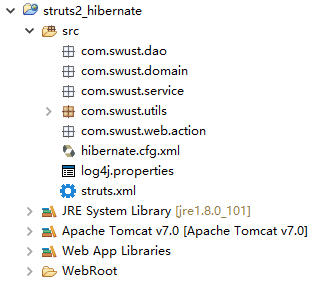 struts2_hibernate
src
com.swust.dao
com.swust.domain
com.swust.service
com.swust.utils
com.swust.web.action
hibernate.cfg.xml
log4j.properties
struts.xml
JRE System Library [jre1.8.0_101]
Apache Tomcat v7.0 [Apache Tomcat v7.0]
Web App Libraries
WebRoot